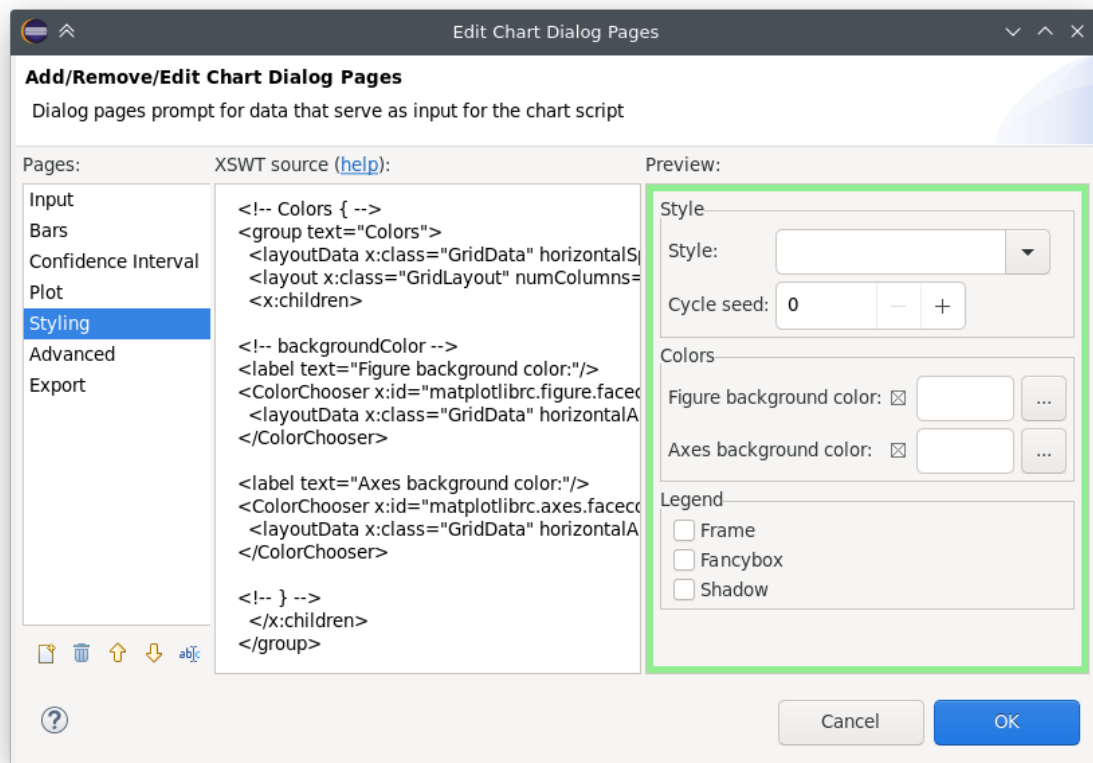 Edit Chart Dialog Pages
Add/Remove/Edit Chart Dialog Pages
Dialog pages prompt for data that serve as input for the chart script
Pages:
Input
Bars
Confidence Interval
Plot
Styling
Advanced
Export
XSWT source (help):
<!-- Colors { -->
<group text="Colors">
<layoutData x:class="GridData" horizontalSp
<layout x:class="GridLayout" numColumns=
<x:children>
<!-- backgroundColor -->
<label text="Figure background color:"/>
<ColorChooser x:id="matplotlibrc.figure.facec
<layoutData x:class="GridData" horizontalA
</ColorChooser>
<label text="Axes background color:"/>
<ColorChooser x:id="matplotlibrc.axes.facecc
<layoutData x:class="GridData" horizontalA
</ColorChooser>
<!-- } -->
</x:children>
</group>
Preview:
Style
Style:
Cycle seed: 0
Colors
Figure background color: ...
Axes background color: ...
Legend
Frame
Fancybox
Shadow
abc
Cancel
OK